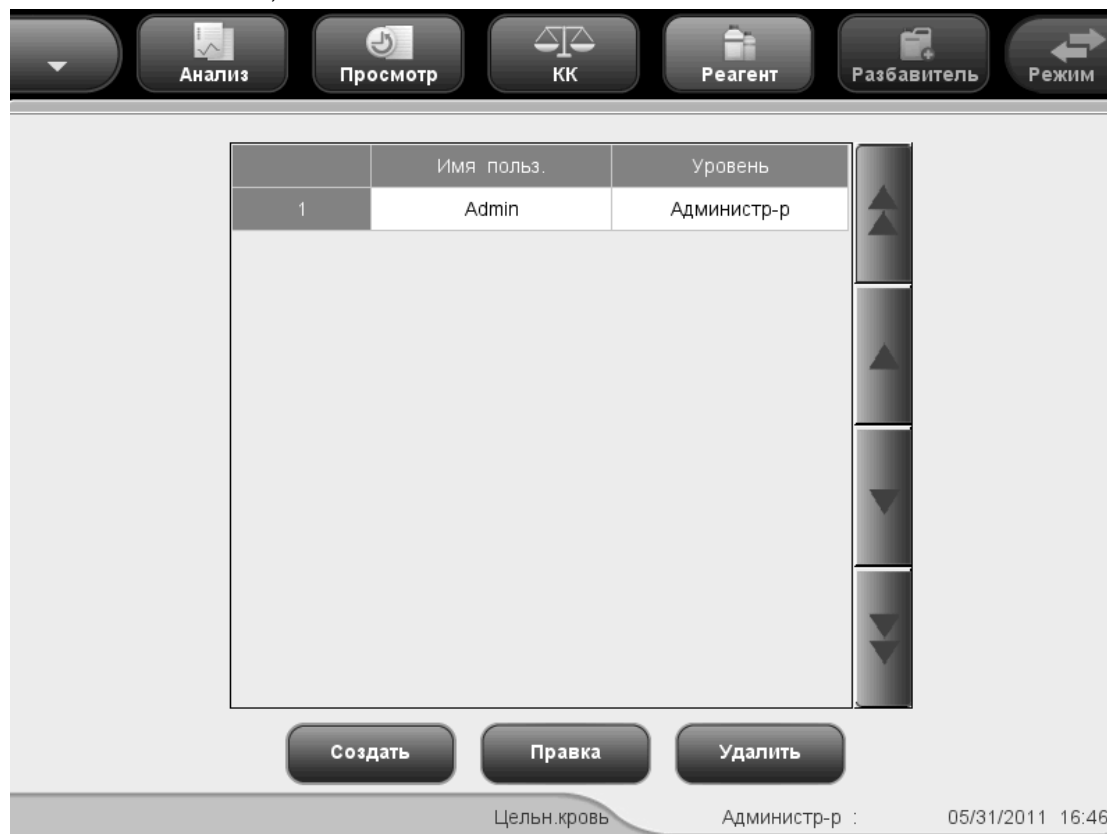 Анализ Просмотр КК Реагент Разбавитель Режим
Имя польз. Уровень
1 Admin Администр-р
Создать Правка Удалить
Цельн.кровь Администр-р : 05/31/2011 16:46